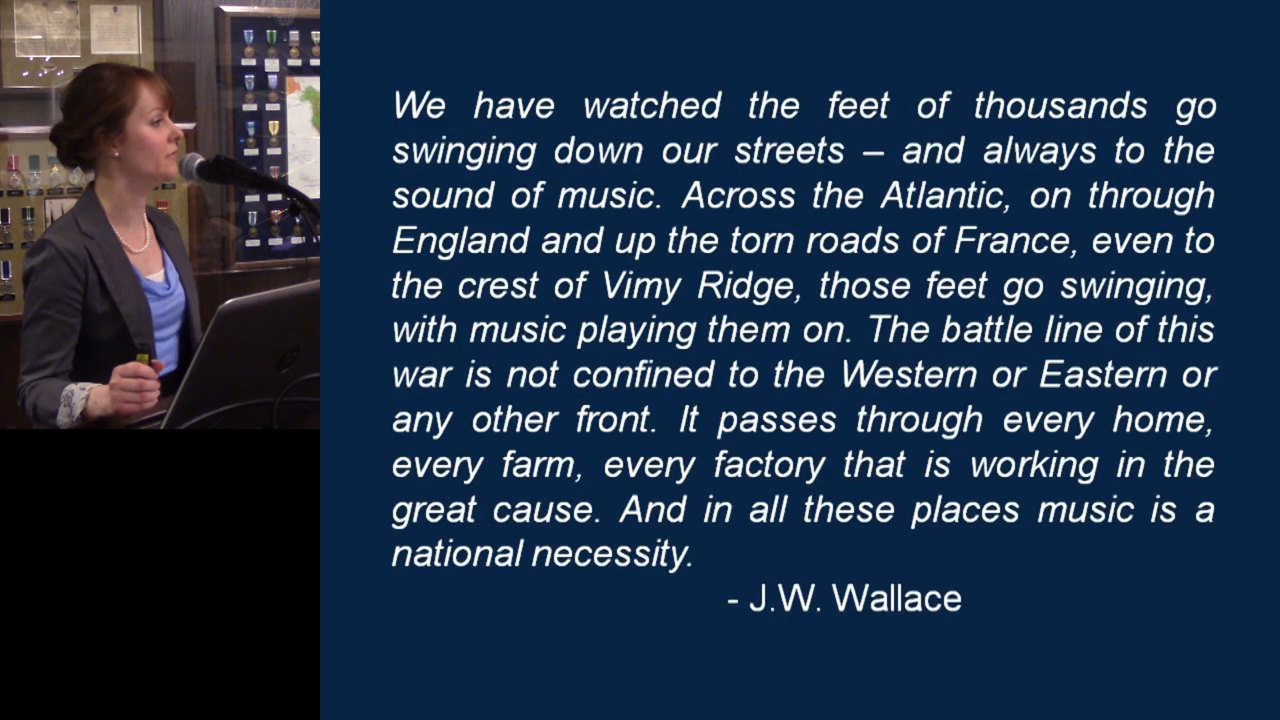 We have watched the feet of thousands go
swinging down our streets – and always to the
sound of music. Across the Atlantic, on through
England and up the torn roads of France, even to
the crest of Vimy Ridge, those feet go swinging,
with music playing them on. The battle line of this
war is not confined to the Western or Eastern or
any other front. It passes through every home,
every farm, every factory that is working in the
great cause. And in all these places music is a
national necessity.
- J.W. Wallace